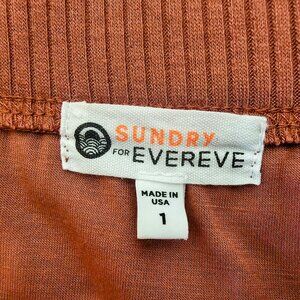 SUNDRY
FOR EVEREVE
MADE IN
USA
1